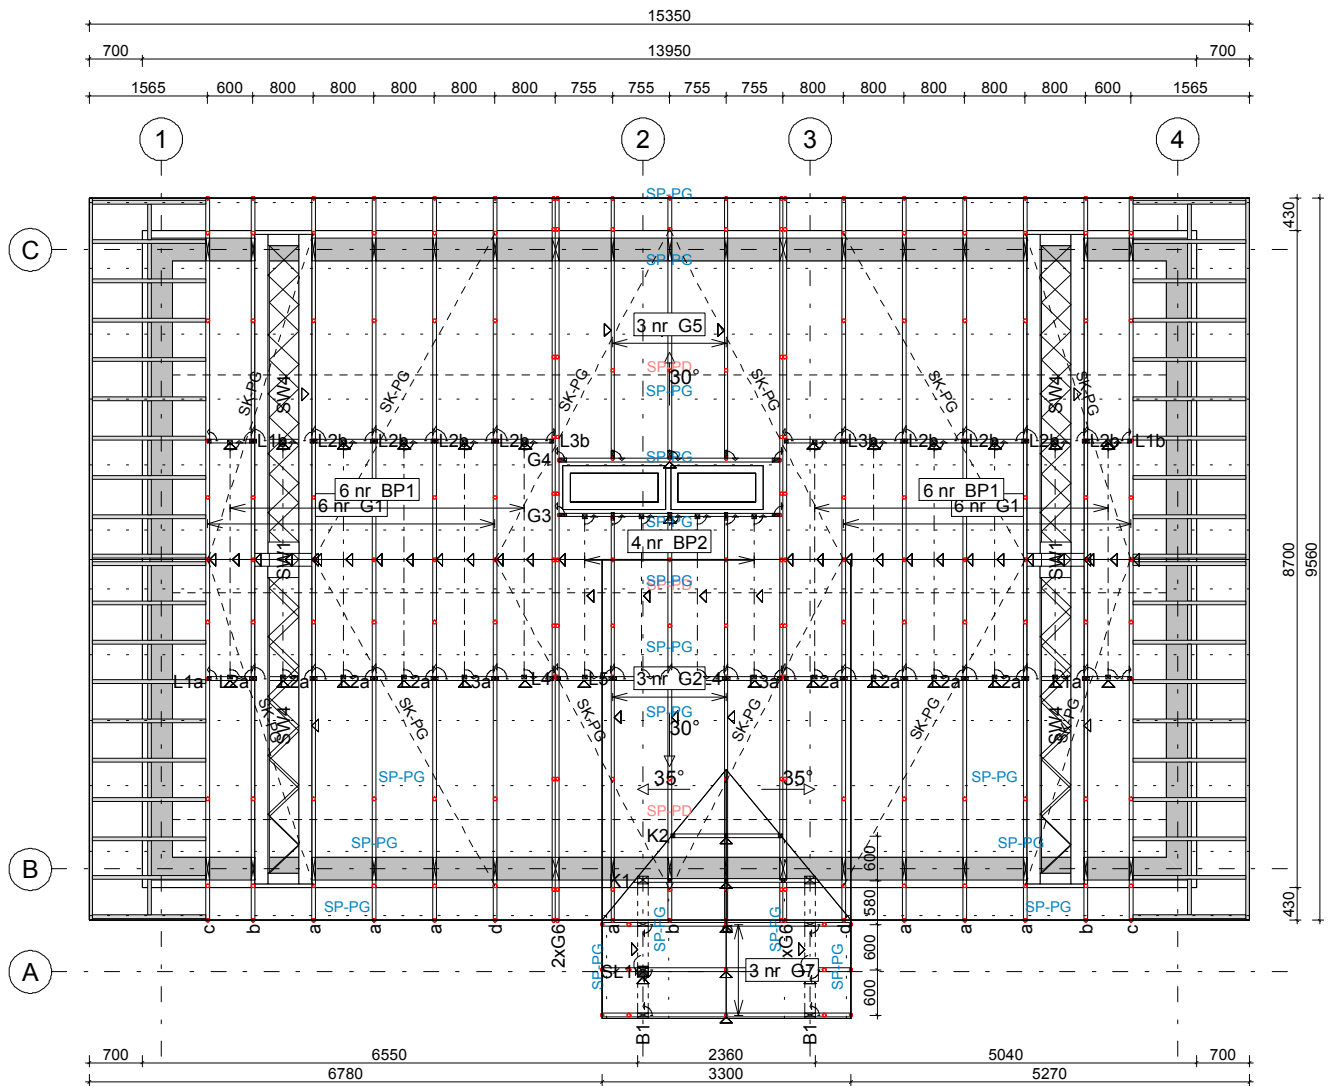 15350
700 13950 700
1565 600 800 800 800 800 800 755 755 755 755 800 800 800 800 800 600 1565
1 2 3 4
SP-PG
430
C
SP-PG
3 nr G5
SP-PD
30°
SP-PG
SK-PG SW4 SK-PG SK-PG SK-PG SK-PG SW4 SK-PG
L1b L2b L2b L2b L2b L3b L3b L2b L2b L2b L2b L1b
G4 SP-PG
6 nr BP1 6 nr BP1
6 nr G1 6 nr G1
G3 SP-PG
4 nr BP2
8700 9560
SW1 SW1
SP-PG
SP-PD
SP-PG
L1a L2a L2a L2a L3a L4 L5 3 nr G2 L4 L3a L2a L2a L2a L2a L1a
SK-PG SW4 SK-PG SK-PG SP-PG SK-PG SK-PG SW4 SK-PG
30°
SP-PG 35° 35° SP-PG
SP-PD
SP-PG K2 SP-PG
B 600
K1
SP-PG SP-PG 580 430
c b a a a d 2xG6 a SP-PG b a SP-PG xG6 d a a a b c
A SP-PG SL1 3 nr G7 SP-PG 600
600
B1 B1
700 6550 2360 5040 700
6780 3300 5270